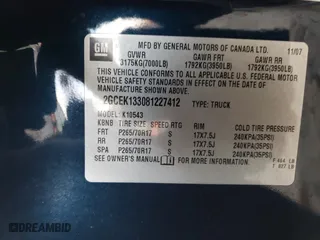 GM
MFD BY GENERAL MOTORS OF CANADA LTD. 11/07
GVWR GAWR FRT GAWR RR
3175KG(7000LB) 1792KG(3950LB) 1792KG(3950LB)
THIS VEHICLE CONFORMS TO ALL APPLICABLE U.S. FEDERAL MOTOR
VEHICLE SAFETY STANDARDS IN EFFECT ON THE DATE OF
MANUFACTURE SHOWN ABOVE.
2GCEK133081227412 TYPE: TRUCK
MODEL: K10543
KBNB TIRE SIZE SPEED RTG RIM COLD TIRE PRESSURE
FRT P265/70R17 S 17X7.5J 240KPA(35PSI)
RR P265/70R17 S 17X7.5J 240KPA(35PSI)
SPA P265/70R17 S 17X7.5J 240KPA(35PSI)
SEE OWNER'S MANUAL FOR MORE INFORMATION.
DREAMBID